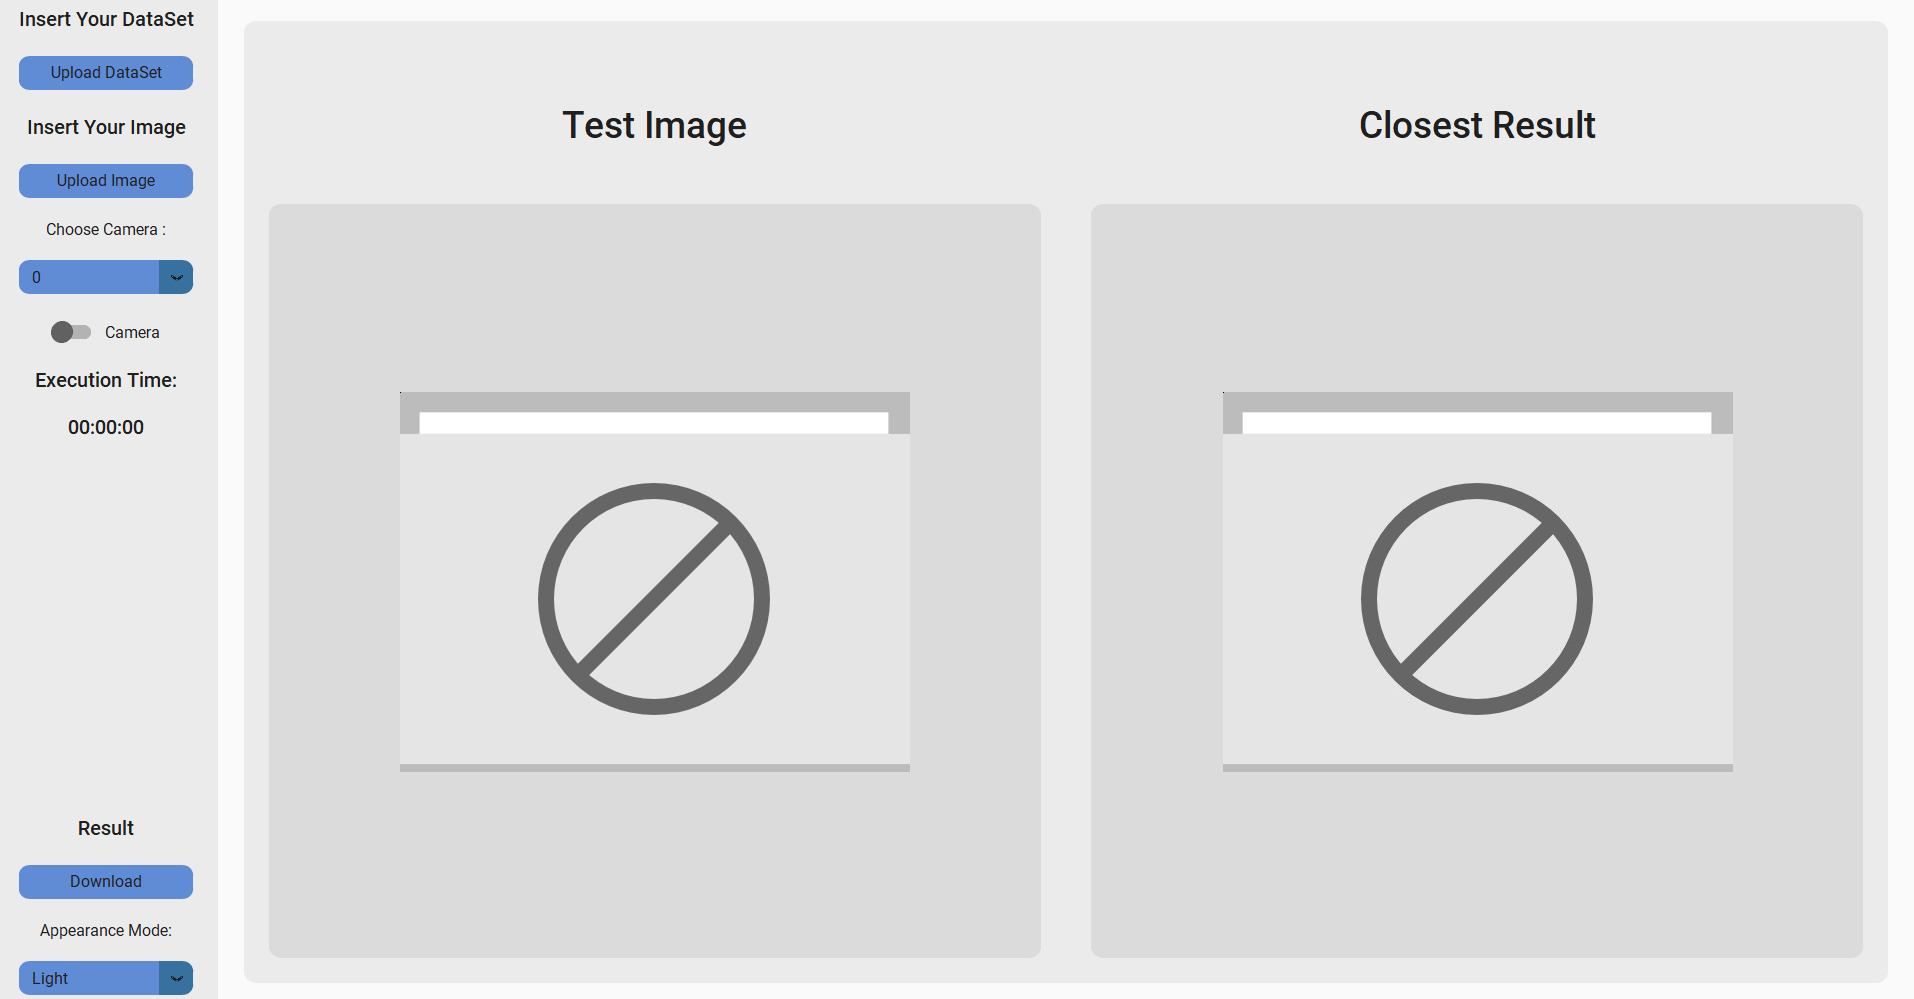 Insert Your DataSet
Upload DataSet
Insert Your Image
Upload Image
Choose Camera :
0
Camera
Execution Time:
00:00:00
Result
Download
Appearance Mode:
Light
Test Image
Closest Result